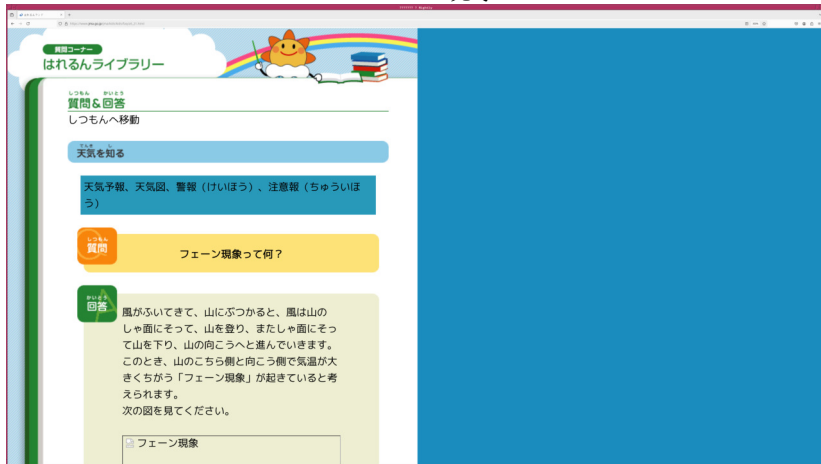 質問コーナー
はれるんライブラリー
しつもん かいとう
質問&回答
しつもんへ移動
てんき し
天気を知る
天気予報、天気図、警報（けいほう）、注意報（ちゅういほ
う）
しつもん
質問
フェーン現象って何？
かいとう
回答
風がふいてきて、山にぶつかると、風は山の
しゃ面にそって、山を登り、またしゃ面にそっ
て山を下り、山の向こうへと進んでいきます。
このとき、山のこちら側と向こう側で気温が大
きくちがう「フェーン現象」が起きていると考
えられます。
次の図を見てください。
フェーン現象